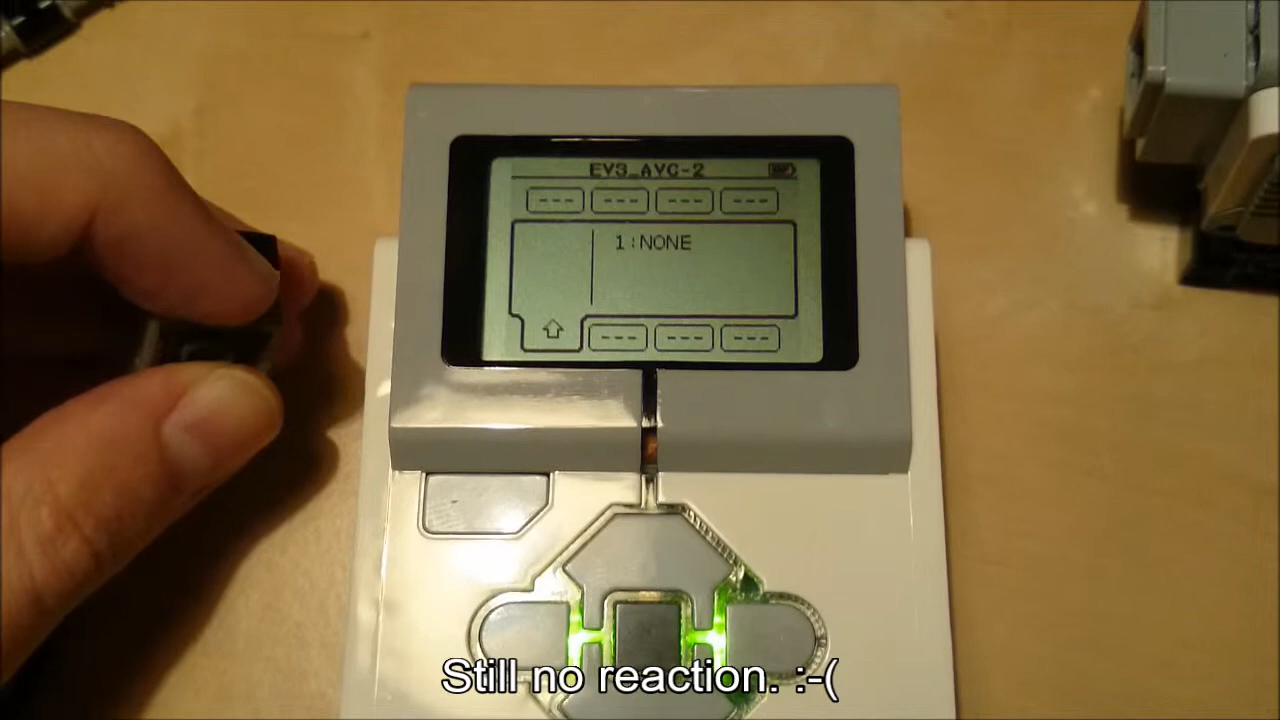 EV3_AVC-2
--- --- --- ---
1:NONE
--- --- ---
Still no reaction. :-(